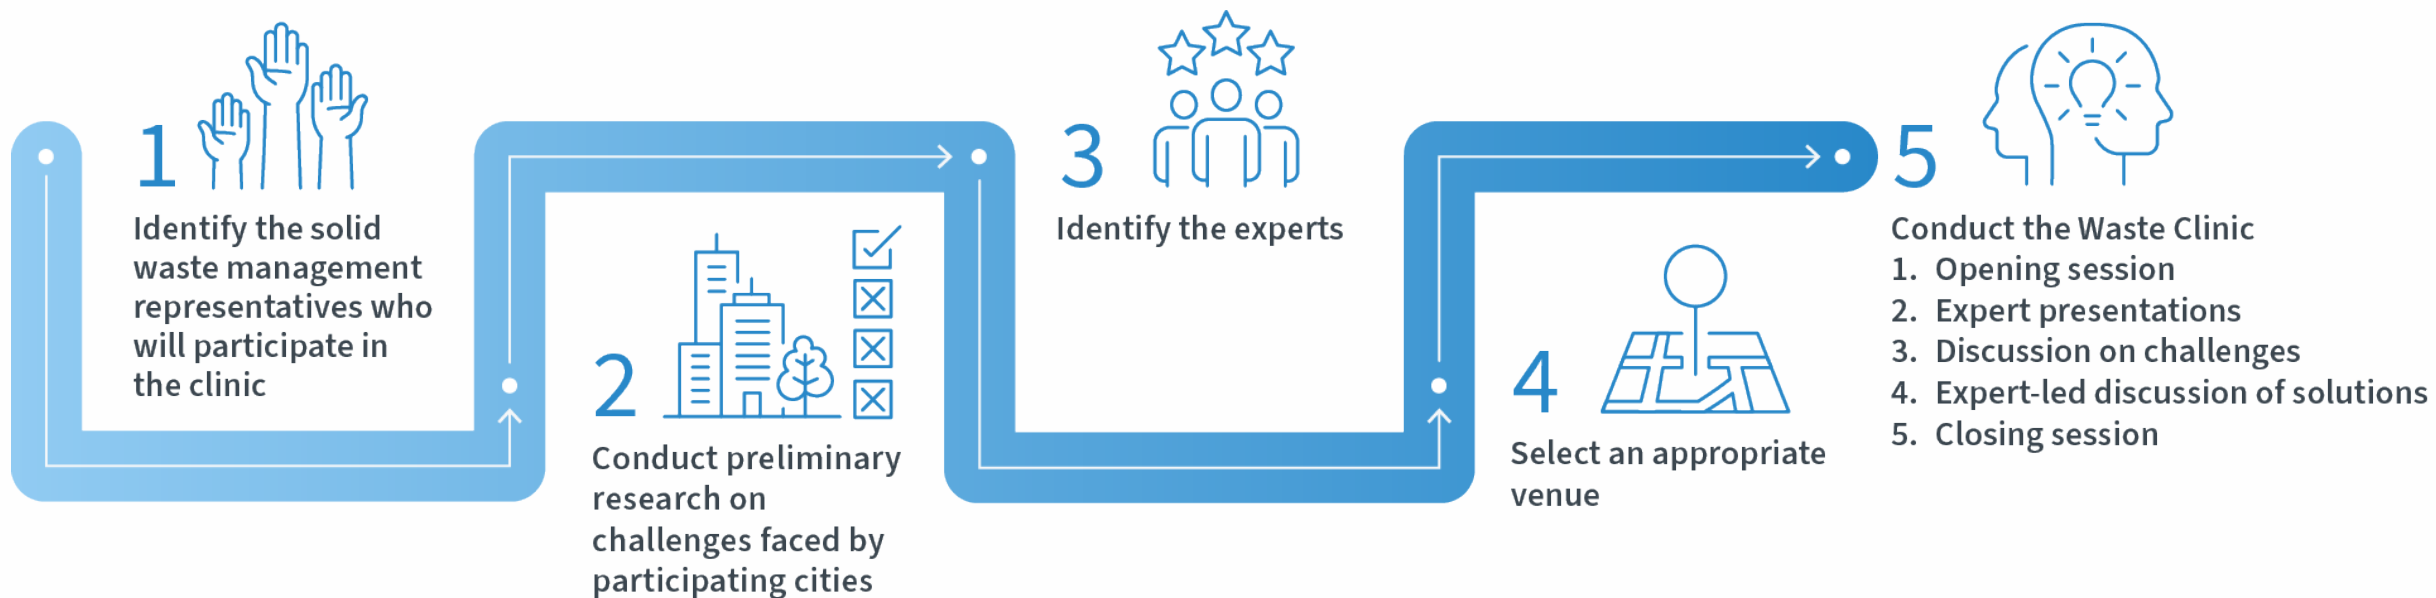 1
Identify the solid
waste management
representatives who
will participate in
the clinic
2
Conduct preliminary
research on
challenges faced by
participating cities
3
Identify the experts
4
Select an appropriate
venue
5
Conduct the Waste Clinic
1. Opening session
2. Expert presentations
3. Discussion on challenges
4. Expert-led discussion of solutions
5. Closing session